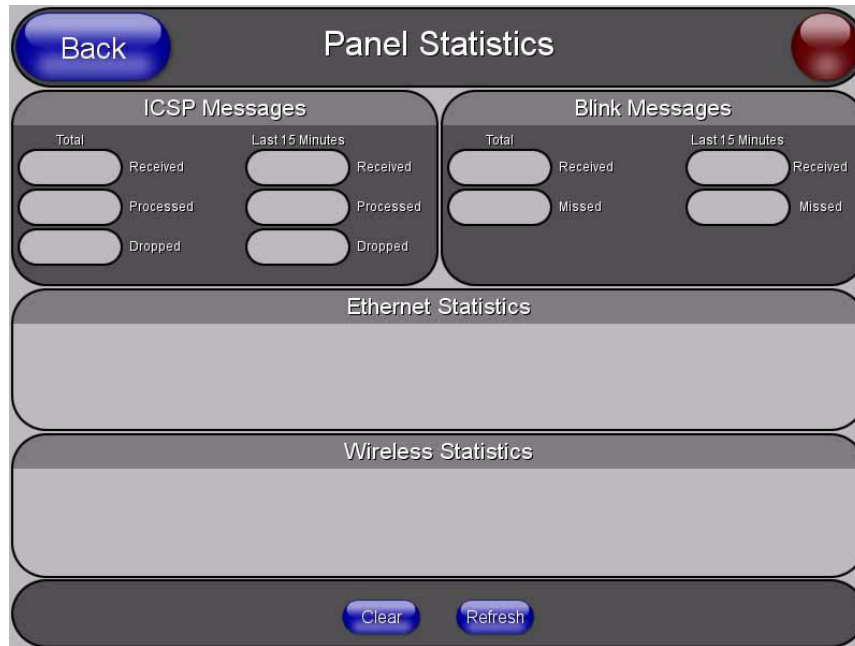 Back
Panel Statistics
ICSP Messages
Total
Last 15 Minutes
Received
Received
Processed
Processed
Dropped
Dropped
Blink Messages
Total
Last 15 Minutes
Received
Received
Missed
Missed
Ethernet Statistics
Wireless Statistics
Clear
Refresh